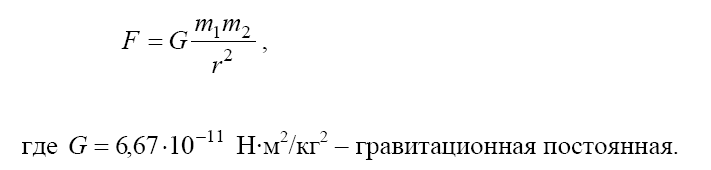 F = G m₁m₂ / r² ,
где G = 6,67·10⁻¹¹ Н·м²/кг² – гравитационная постоянная.